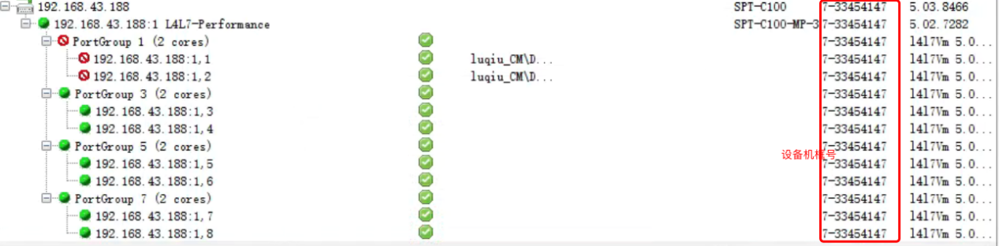 192.168.43.188 SPT-C100 7-33454147 5.03.8466
192.168.43.188:1 L4L7-Performance SPT-C100-MP-3 7-33454147 5.02.7282
PortGroup 1 (2 cores) 7-33454147 l4l7Vm 5.0...
192.168.43.188:1,1 luqiu_CM\D... 7-33454147 l4l7Vm 5.0...
192.168.43.188:1,2 luqiu_CM\D... 7-33454147 l4l7Vm 5.0...
PortGroup 3 (2 cores) 7-33454147 l4l7Vm 5.0...
192.168.43.188:1,3 7-33454147 l4l7Vm 5.0...
192.168.43.188:1,4 7-33454147 l4l7Vm 5.0...
PortGroup 5 (2 cores) 7-33454147 l4l7Vm 5.0...
设备机框号
192.168.43.188:1,5 7-33454147 l4l7Vm 5.0...
192.168.43.188:1,6 7-33454147 l4l7Vm 5.0...
PortGroup 7 (2 cores) 7-33454147 l4l7Vm 5.0...
192.168.43.188:1,7 7-33454147 l4l7Vm 5.0...
192.168.43.188:1,8 7-33454147 l4l7Vm 5.0...